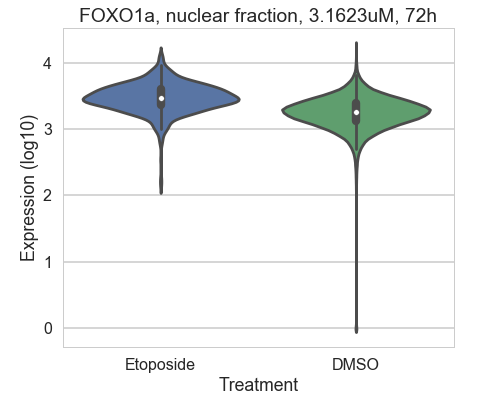 FOXO1a, nuclear fraction, 3.1623uM, 72h
Expression (log10)
4
3
2
1
0
Etoposide
DMSO
Treatment